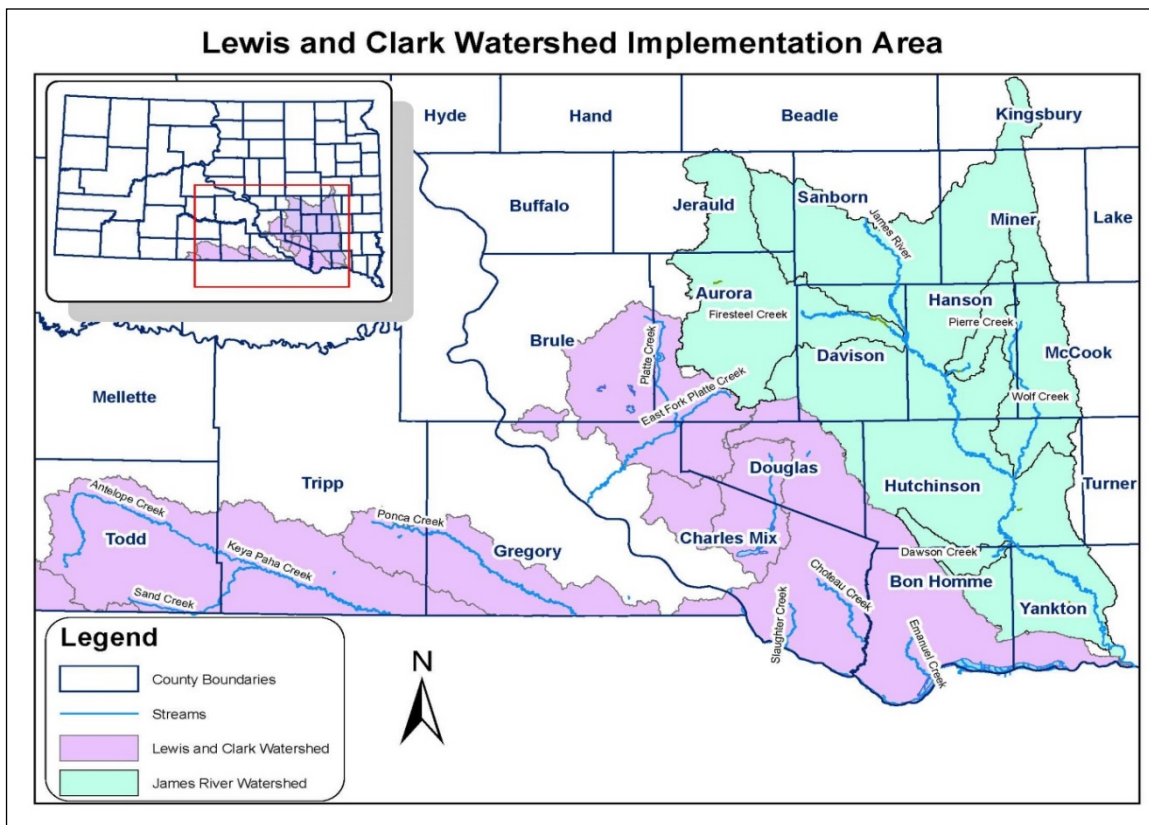 Lewis and Clark Watershed Implementation Area
Hyde
Hand
Beadle
Kingsbury
Buffalo
Jerauld
Sanborn
James River
Miner
Lake
Aurora
Firesteel Creek
Hanson
Pierre Creek
Brule
Platte Creek
Davison
McCook
East Fork Platte Creek
Wolf Creek
Mellette
Tripp
Douglas
Hutchinson
Turner
Antelope Creek
Todd
Ponca Creek
Keya Paha Creek
Gregory
Charles Mix
Dawson Creek
Bon Homme
Sand Creek
Slaughter Creek
Choteau Creek
Yankton
Emanuel Creek
Legend
County Boundaries
Streams
Lewis and Clark Watershed
James River Watershed
N